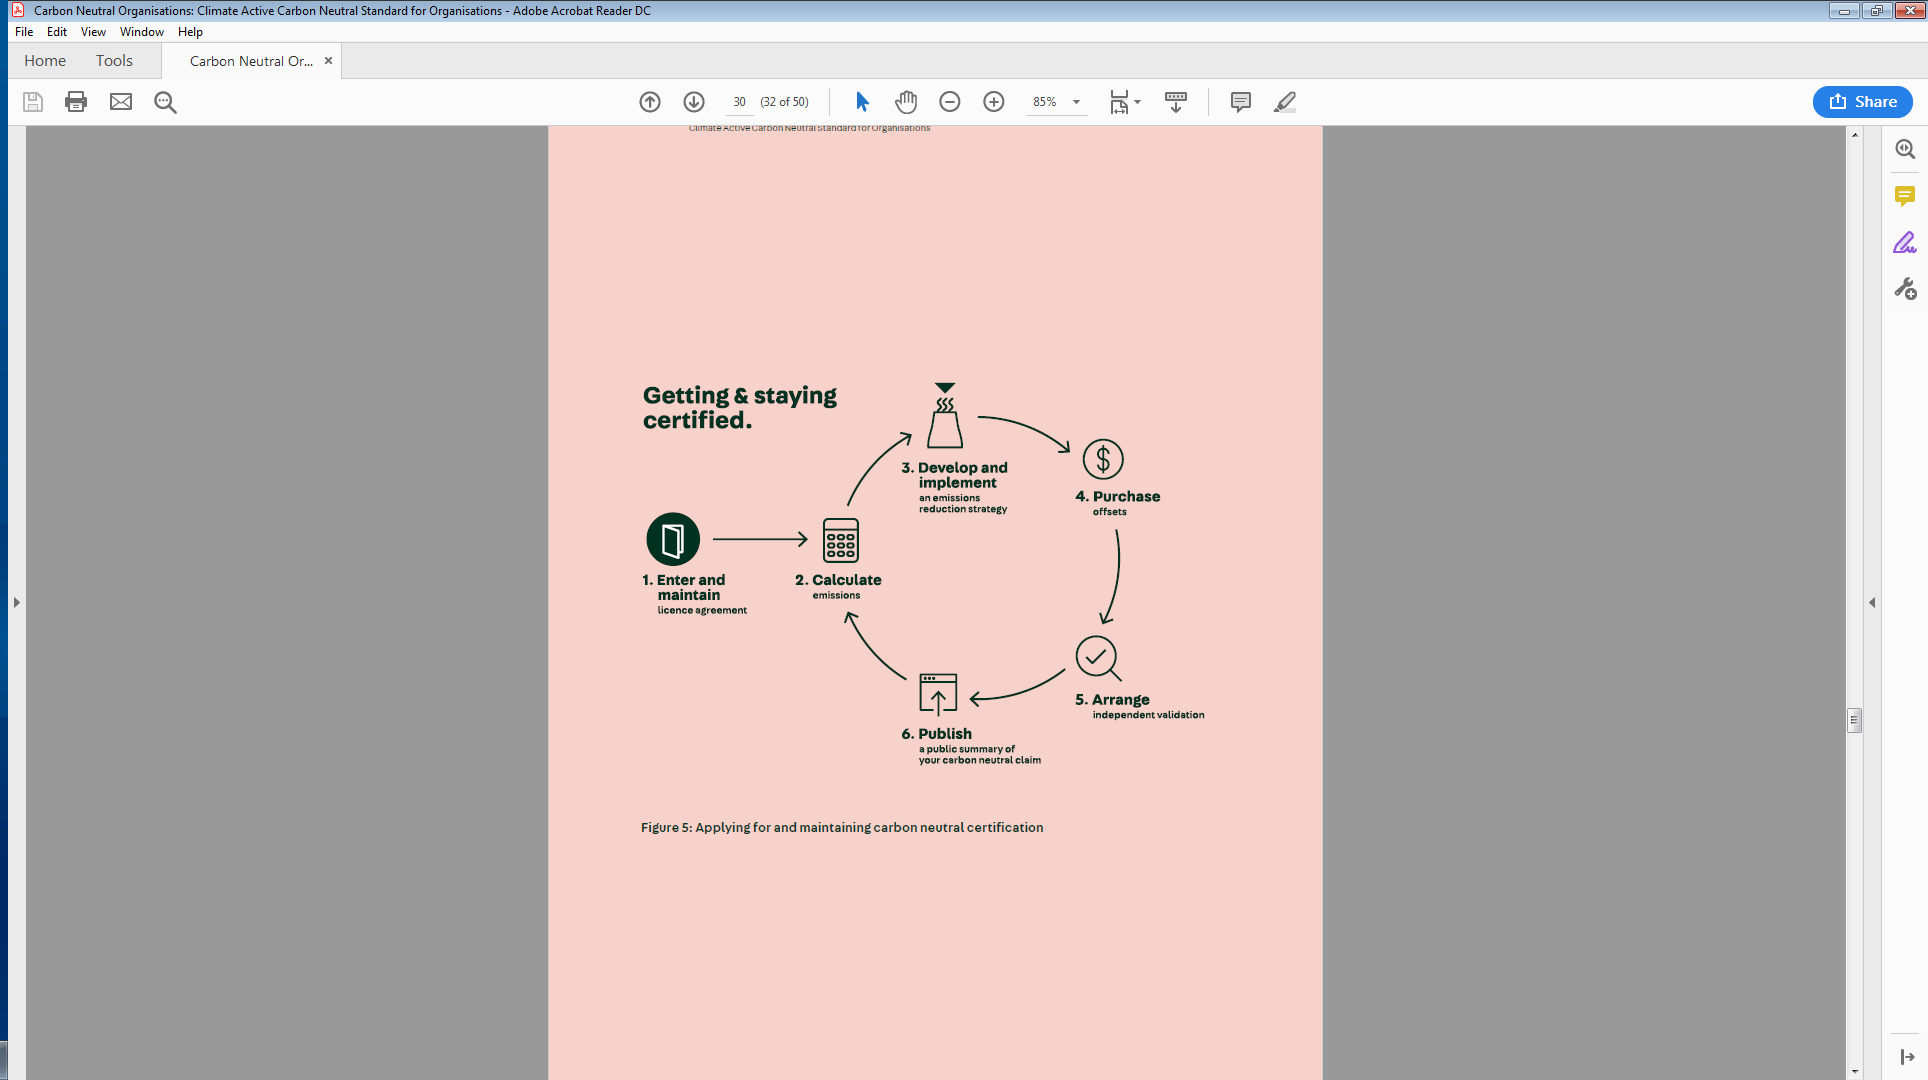 Carbon Neutral Organisations: Climate Active Carbon Neutral Standard for Organisations - Adobe Acrobat Reader DC
File Edit View Window Help
Home Tools Carbon Neutral Or... ×
30 (32 of 50) 85% Share
Climate Active Carbon Neutral Standard for Organisations
Getting & staying
certified.
1. Enter and
maintain
licence agreement
2. Calculate
emissions
3. Develop and
implement
an emissions
reduction strategy
$
4. Purchase
offsets
5. Arrange
independent validation
6. Publish
a public summary of
your carbon neutral claim
Figure 5: Applying for and maintaining carbon neutral certification